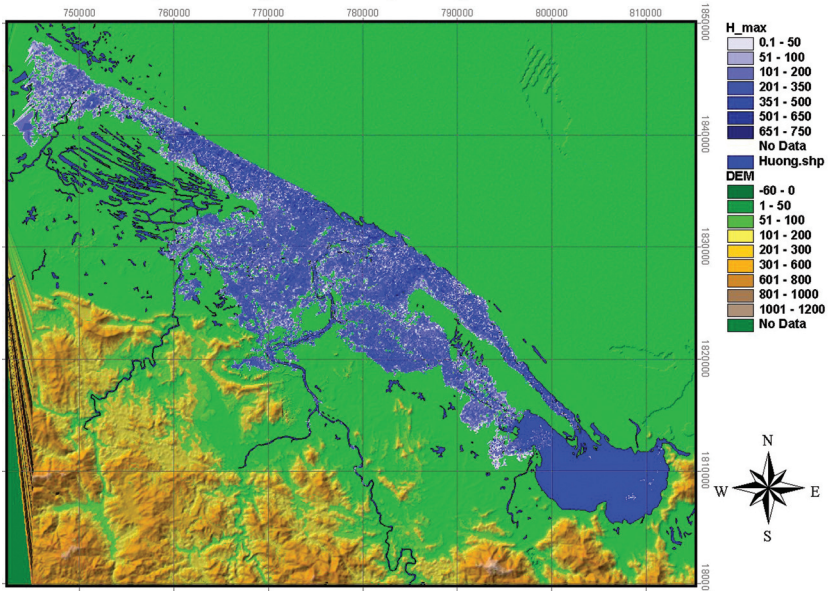 750000 760000 770000 780000 790000 800000 810000
1850000
1840000
1830000
1820000
1810000
18000
H_max
0.1 - 50
51 - 100
101 - 200
201 - 350
351 - 500
501 - 650
651 - 750
No Data
Huong.shp
DEM
-60 - 0
1 - 50
51 - 100
101 - 200
201 - 300
301 - 600
601 - 800
801 - 1000
1001 - 1200
No Data
N
W E
S